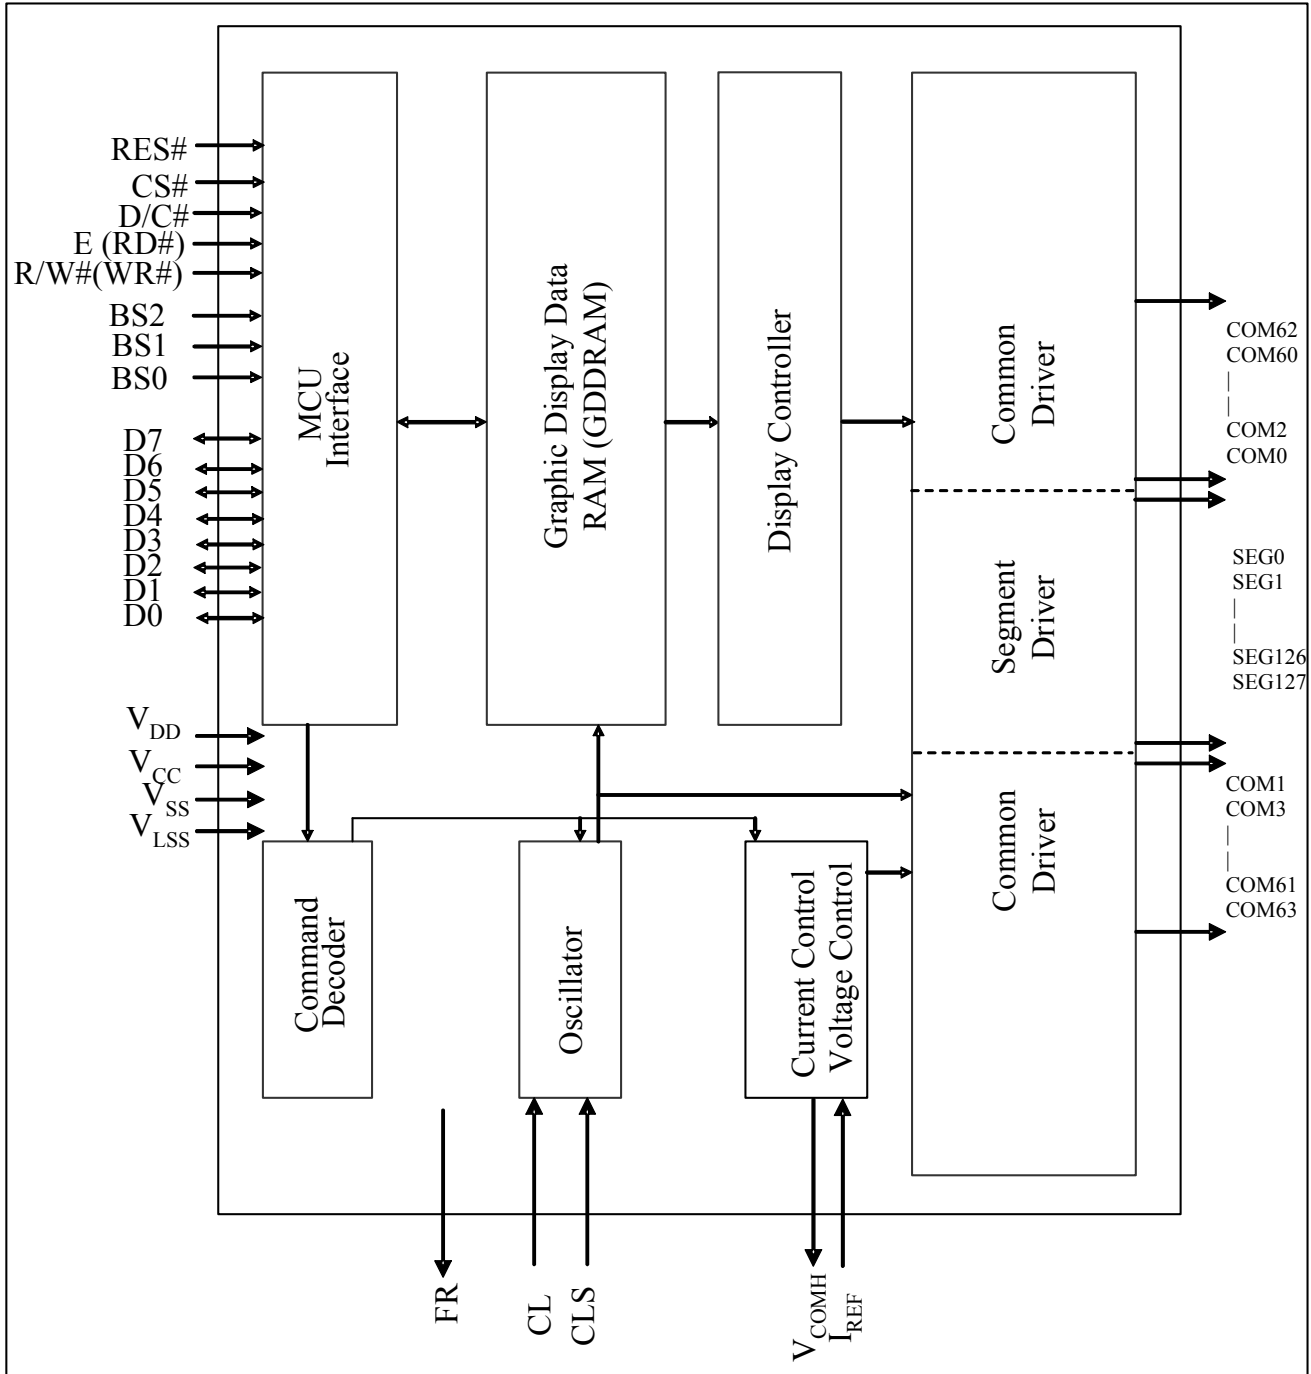 RES#
CS#
D/C#
E (RD#)
R/W#(WR#)
BS2
BS1
BS0
D7
D6
D5
D4
D3
D2
D1
D0
VDD
VCC
VSS
VLSS
MCU
Interface
Graphic Display Data
RAM (GDDRAM)
Display Controller
Common
Driver
Segment
Driver
Common
Driver
Command
Decoder
Oscillator
Current Control
Voltage Control
COM62
COM60
|
|
COM2
COM0
SEG0
SEG1
|
|
SEG126
SEG127
COM1
COM3
|
|
COM61
COM63
FR
CL
CLS
VCOMH
IREF